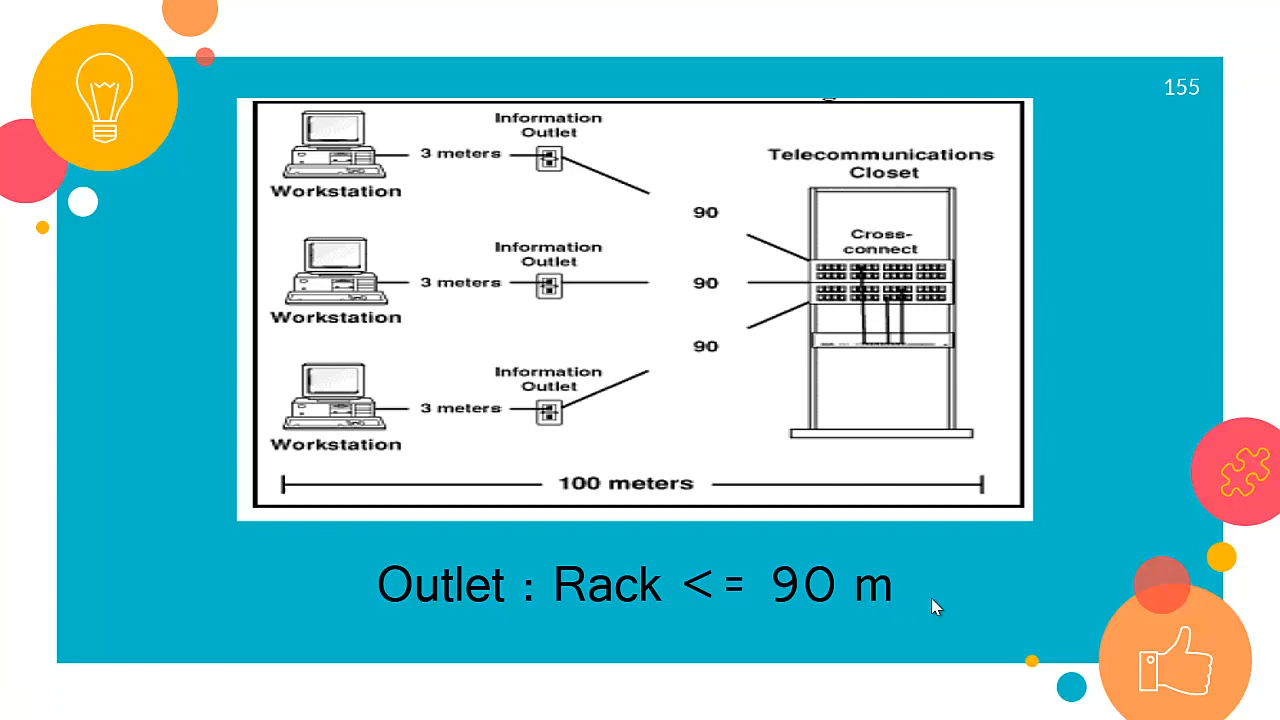 155
Information
Outlet
3 meters
Workstation
Telecommunications
Closet
90
Cross-
connect
Information
Outlet
3 meters
90
Workstation
90
Information
Outlet
3 meters
Workstation
100 meters
Outlet : Rack <= 90 m